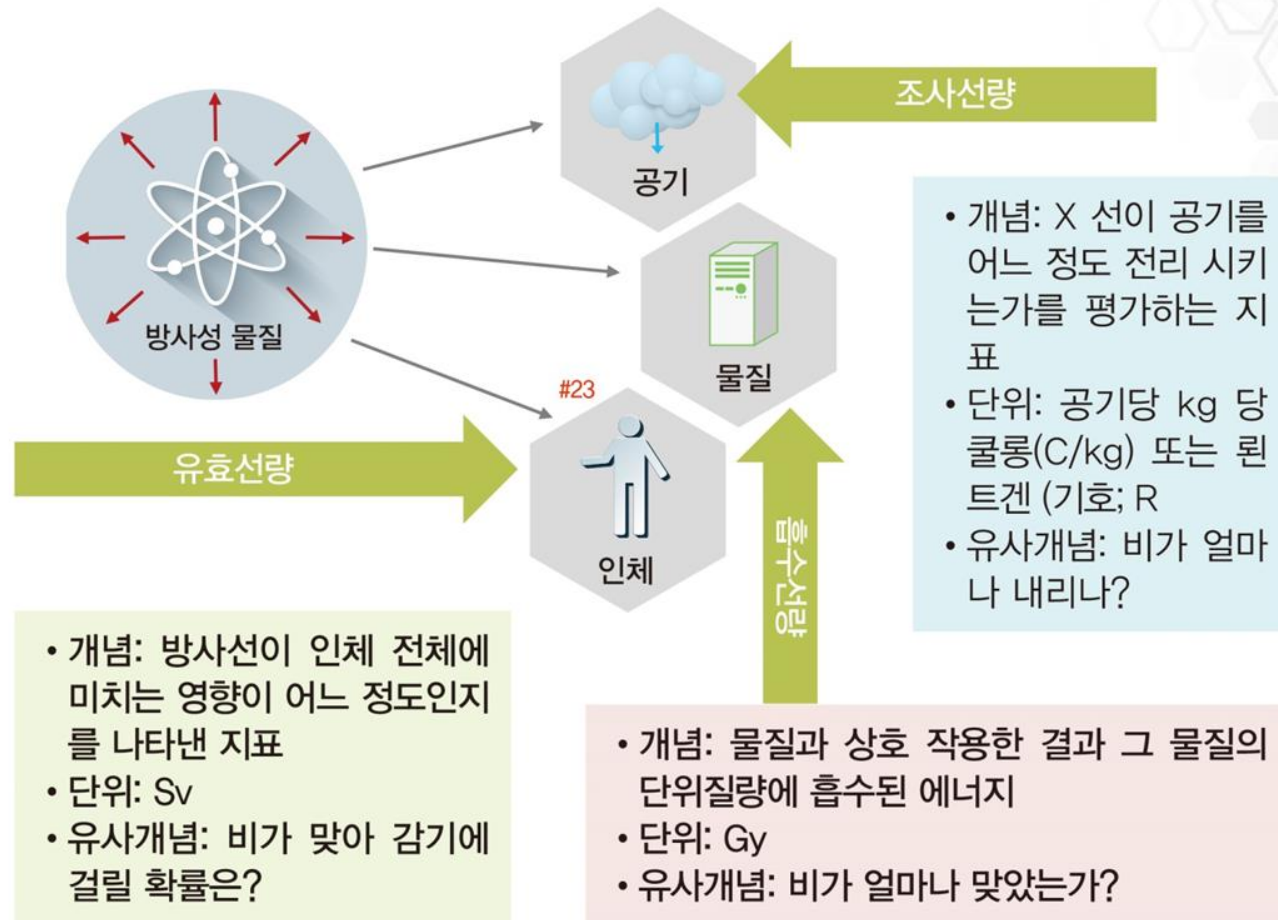 조사선량
공기
방사성 물질
물질
#23
인체
유효선량
흡수선량
• 개념: X 선이 공기를
어느 정도 전리 시키
는가를 평가하는 지
표
• 단위: 공기당 kg 당
쿨롱(C/kg) 또는 뢴
트겐 (기호; R
• 유사개념: 비가 얼마
나 내리나?
• 개념: 방사선이 인체 전체에
미치는 영향이 어느 정도인지
를 나타낸 지표
• 단위: Sv
• 유사개념: 비가 맞아 감기에
걸릴 확률은?
• 개념: 물질과 상호 작용한 결과 그 물질의
단위질량에 흡수된 에너지
• 단위: Gy
• 유사개념: 비가 얼마나 맞았는가?